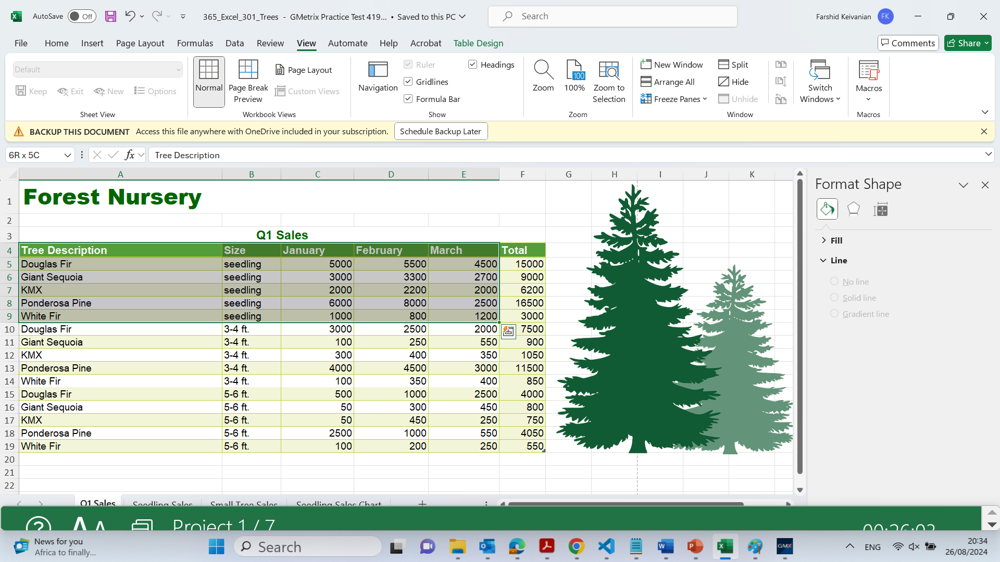 AutoSave Off 365_Excel_301_Trees - GMetrix Practice Test 419... • Saved to this PC Search Farshid Keivanian FK
File Home Insert Page Layout Formulas Data Review View Automate Help Acrobat Table Design Comments Share
Default
Keep Exit New Options
Sheet View
Normal
Page Break Preview
Page Layout
Custom Views
Workbook Views
Navigation
Ruler
Gridlines
Formula Bar
Headings
Show
Zoom
100
100%
Zoom to Selection
Zoom
New Window
Arrange All
Freeze Panes
Split
Hide
Unhide
Switch Windows
Window
Macros
Macros
BACKUP THIS DOCUMENT Access this file anywhere with OneDrive included in your subscription. Schedule Backup Later
6R x 5C fx Tree Description
A B C D E F G H I J K
1 Forest Nursery
2
3 Q1 Sales
4 Tree Description Size January February March Total
5 Douglas Fir seedling 5000 5500 4500 15000
6 Giant Sequoia seedling 3000 3300 2700 9000
7 KMX seedling 2000 2200 2000 6200
8 Ponderosa Pine seedling 6000 8000 2500 16500
9 White Fir seedling 1000 800 1200 3000
10 Douglas Fir 3-4 ft. 3000 2500 2000 7500
11 Giant Sequoia 3-4 ft. 100 250 550 900
12 KMX 3-4 ft. 300 400 350 1050
13 Ponderosa Pine 3-4 ft. 4000 4500 3000 11500
14 White Fir 3-4 ft. 100 350 400 850
15 Douglas Fir 5-6 ft. 500 1000 2500 4000
16 Giant Sequoia 5-6 ft. 50 300 450 800
17 KMX 5-6 ft. 50 450 250 750
18 Ponderosa Pine 5-6 ft. 2500 1000 550 4050
19 White Fir 5-6 ft. 100 200 250 550
20
21
22
Format Shape
Fill
Line
No line
Solid line
Gradient line
Q1 Sales Seedling Sales Small Tree Sales Seedling Sales Chart
Project 1 / 7 00:26:03
News for you
Africa to finally...
Search
GMX
ENG
20:34
26/08/2024